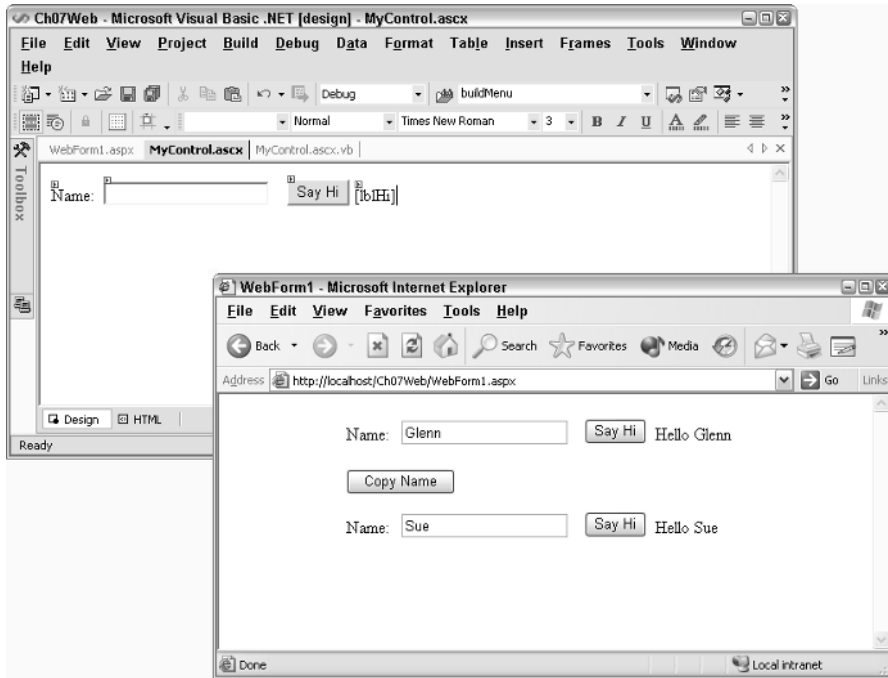 Ch07Web - Microsoft Visual Basic .NET [design] - MyControl.ascx
File Edit View Project Build Debug Data Format Table Insert Frames Tools Window
Help
Debug buildMenu
Normal Times New Roman 3 B I U
WebForm1.aspx MyControl.ascx MyControl.ascx.vb
Toolbox
Name: Say Hi [lblHi]
Design HTML
Ready
WebForm1 - Microsoft Internet Explorer
File Edit View Favorites Tools Help
Back Search Favorites Media
Address http://localhost/Ch07Web/WebForm1.aspx Go Links
Name: Glenn Say Hi Hello Glenn
Copy Name
Name: Sue Say Hi Hello Sue
Done Local intranet